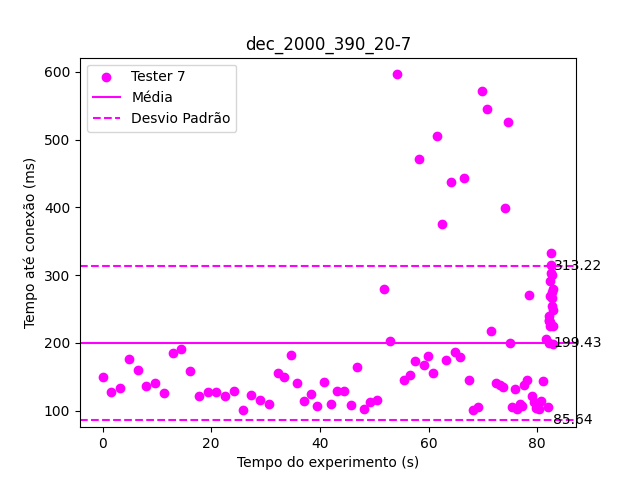 dec_2000_390_20-7
Tester 7
Média
Desvio Padrão
Tempo até conexão (ms)
600
500
400
300
200
100
313.22
199.43
85.64
0 20 40 60 80
Tempo do experimento (s)